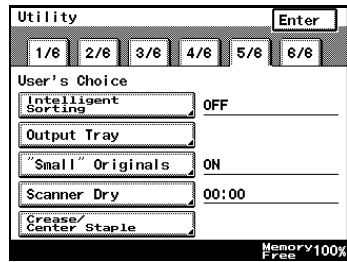 Utility
Enter
1/6 2/6 3/6 4/6 5/6 6/6
User's Choice
Intelligent
Sorting
OFF
Output Tray
"Small" Originals
ON
Scanner Dry
00:00
Crease/
Center Staple
Memory
Free 100%